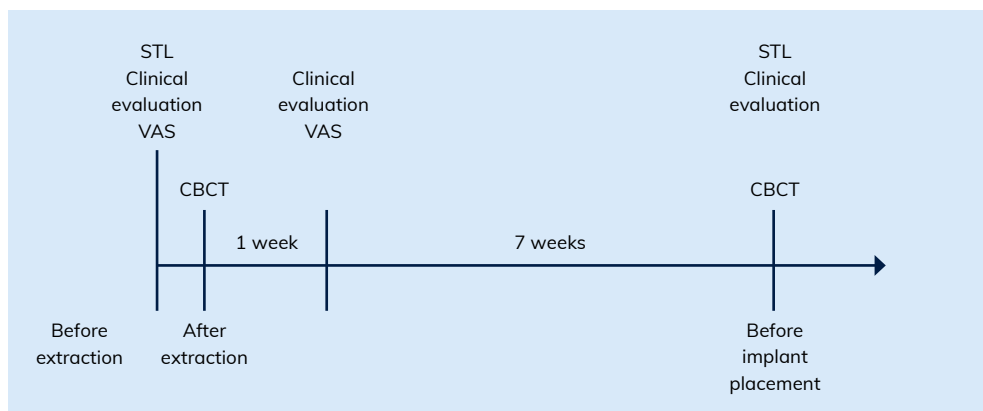 STL
Clinical
evaluation
VAS
Clinical
evaluation
VAS
STL
Clinical
evaluation
CBCT
CBCT
1 week
7 weeks
Before
extraction
After
extraction
Before
implant
placement